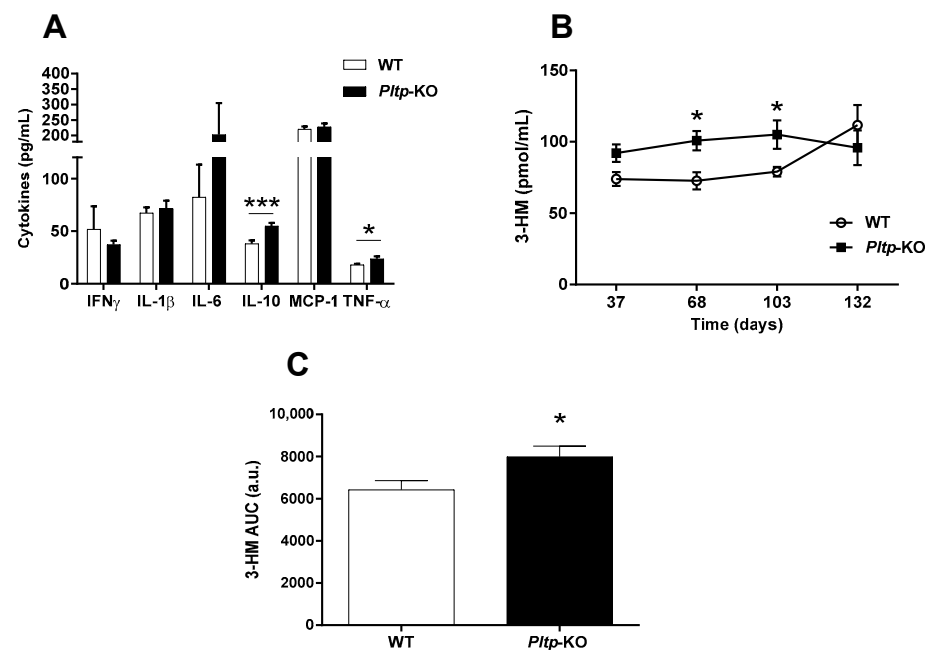 A
WT
Pltp-KO
Cytokines (pg/mL)
400
350
300
250
200
150
100
50
0
***
*
IFNγ IL-1β IL-6 IL-10 MCP-1 TNF-α
B
3-HM (pmol/mL)
150
100
50
0
* *
WT
Pltp-KO
37 68 103 132
Time (days)
C
3-HM AUC (a.u.)
10,000
8000
6000
4000
2000
0
*
WT Pltp-KO